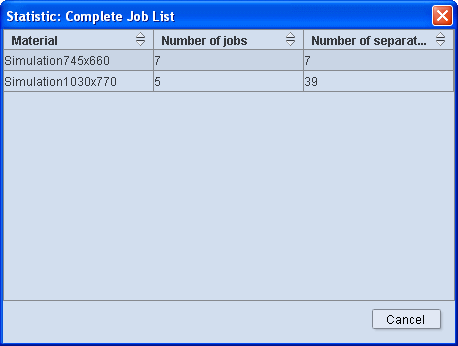 Statistic: Complete Job List
Material Number of jobs Number of separat...
Simulation745x660 7 7
Simulation1030x770 5 39
Cancel